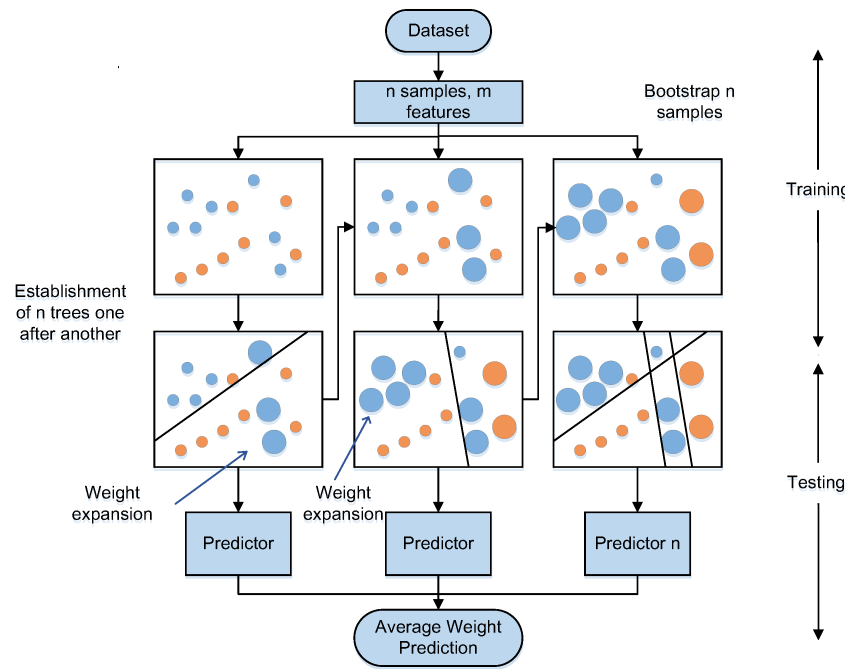 Dataset
n samples, m
features
Bootstrap n
samples
Training
Establishment
of n trees one
after another
Weight
expansion
Weight
expansion
Testing
Predictor
Predictor
Predictor n
Average Weight
Prediction